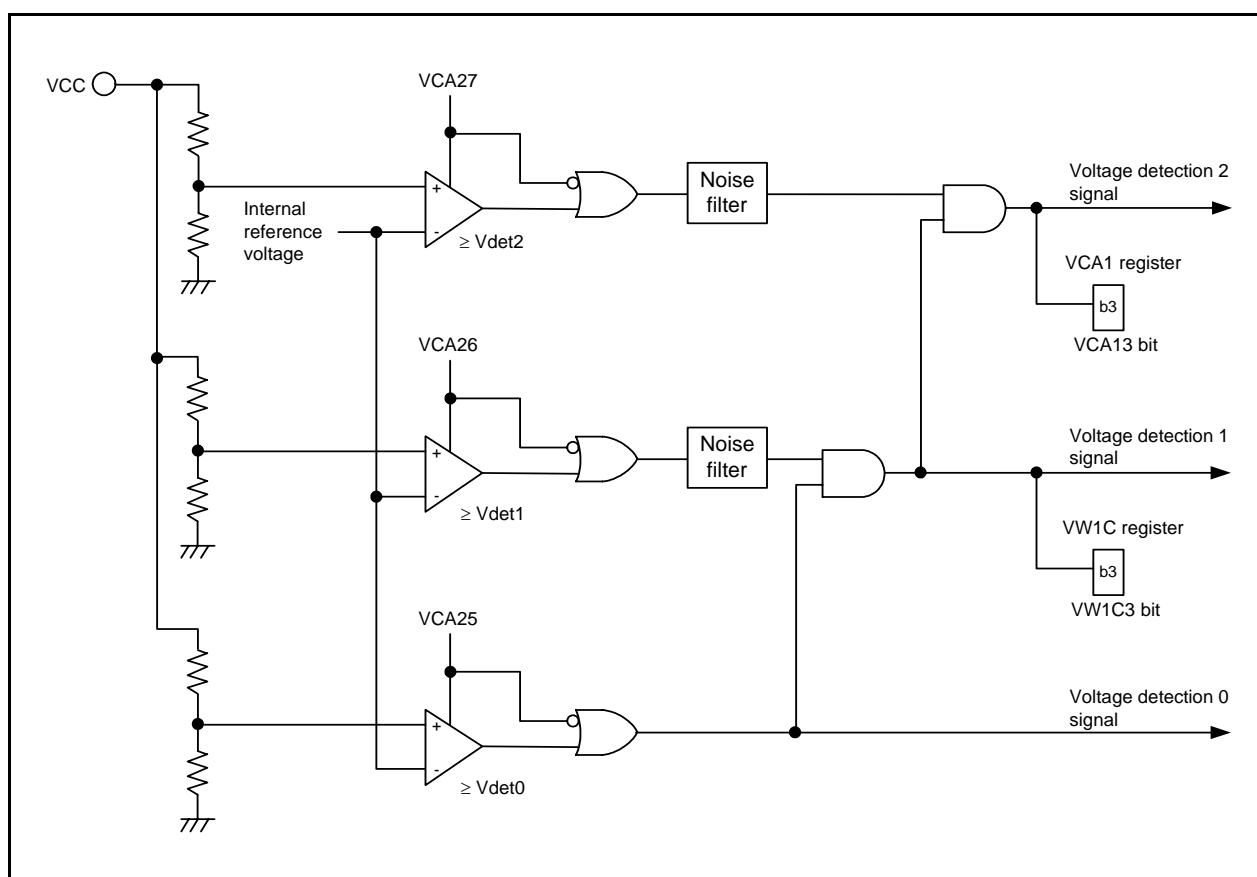 VCC
VCA27
+
-
Internal
reference
voltage
≥ Vdet2
Noise
filter
Voltage detection 2
signal
VCA1 register
b3
VCA13 bit
VCA26
+
-
≥ Vdet1
Noise
filter
Voltage detection 1
signal
VW1C register
b3
VW1C3 bit
VCA25
+
-
≥ Vdet0
Voltage detection 0
signal